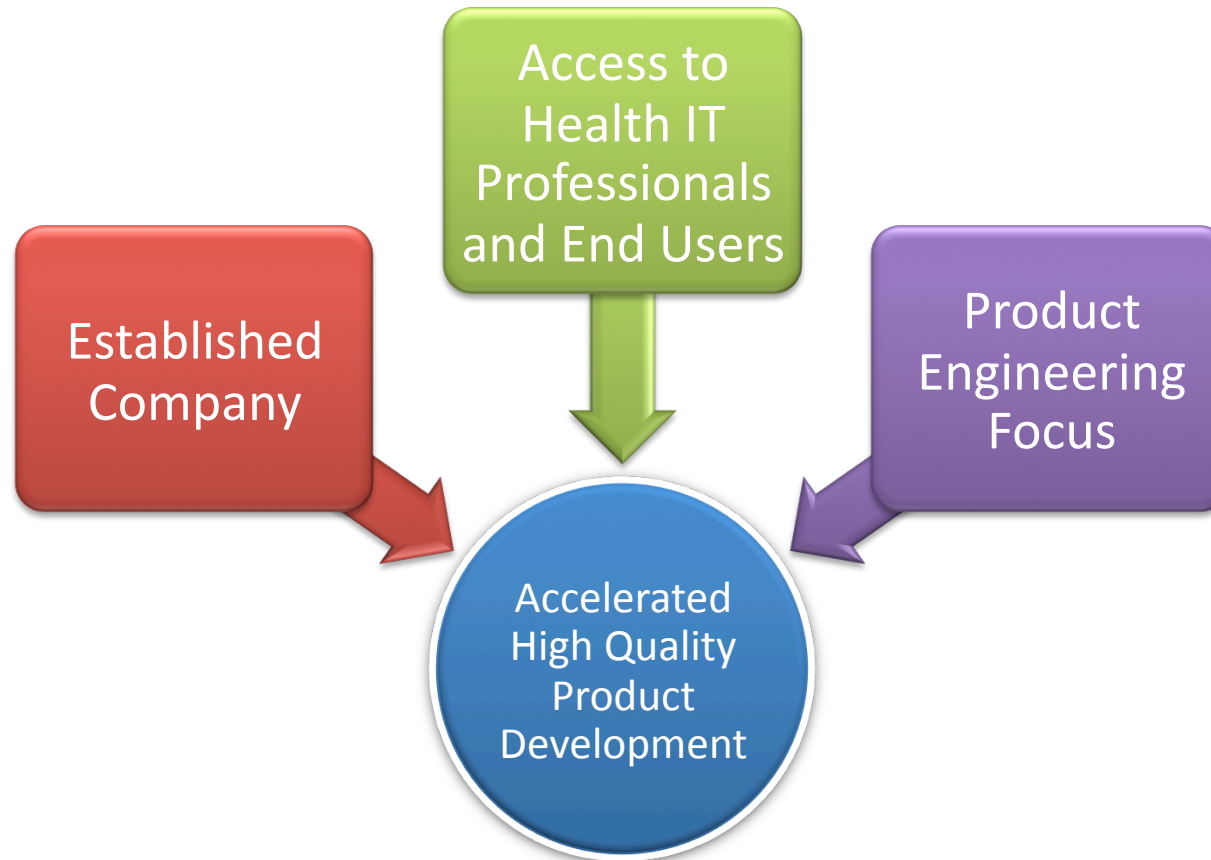 Access to
Health IT
Professionals
and End Users
Established
Company
Product
Engineering
Focus
Accelerated
High Quality
Product
Development